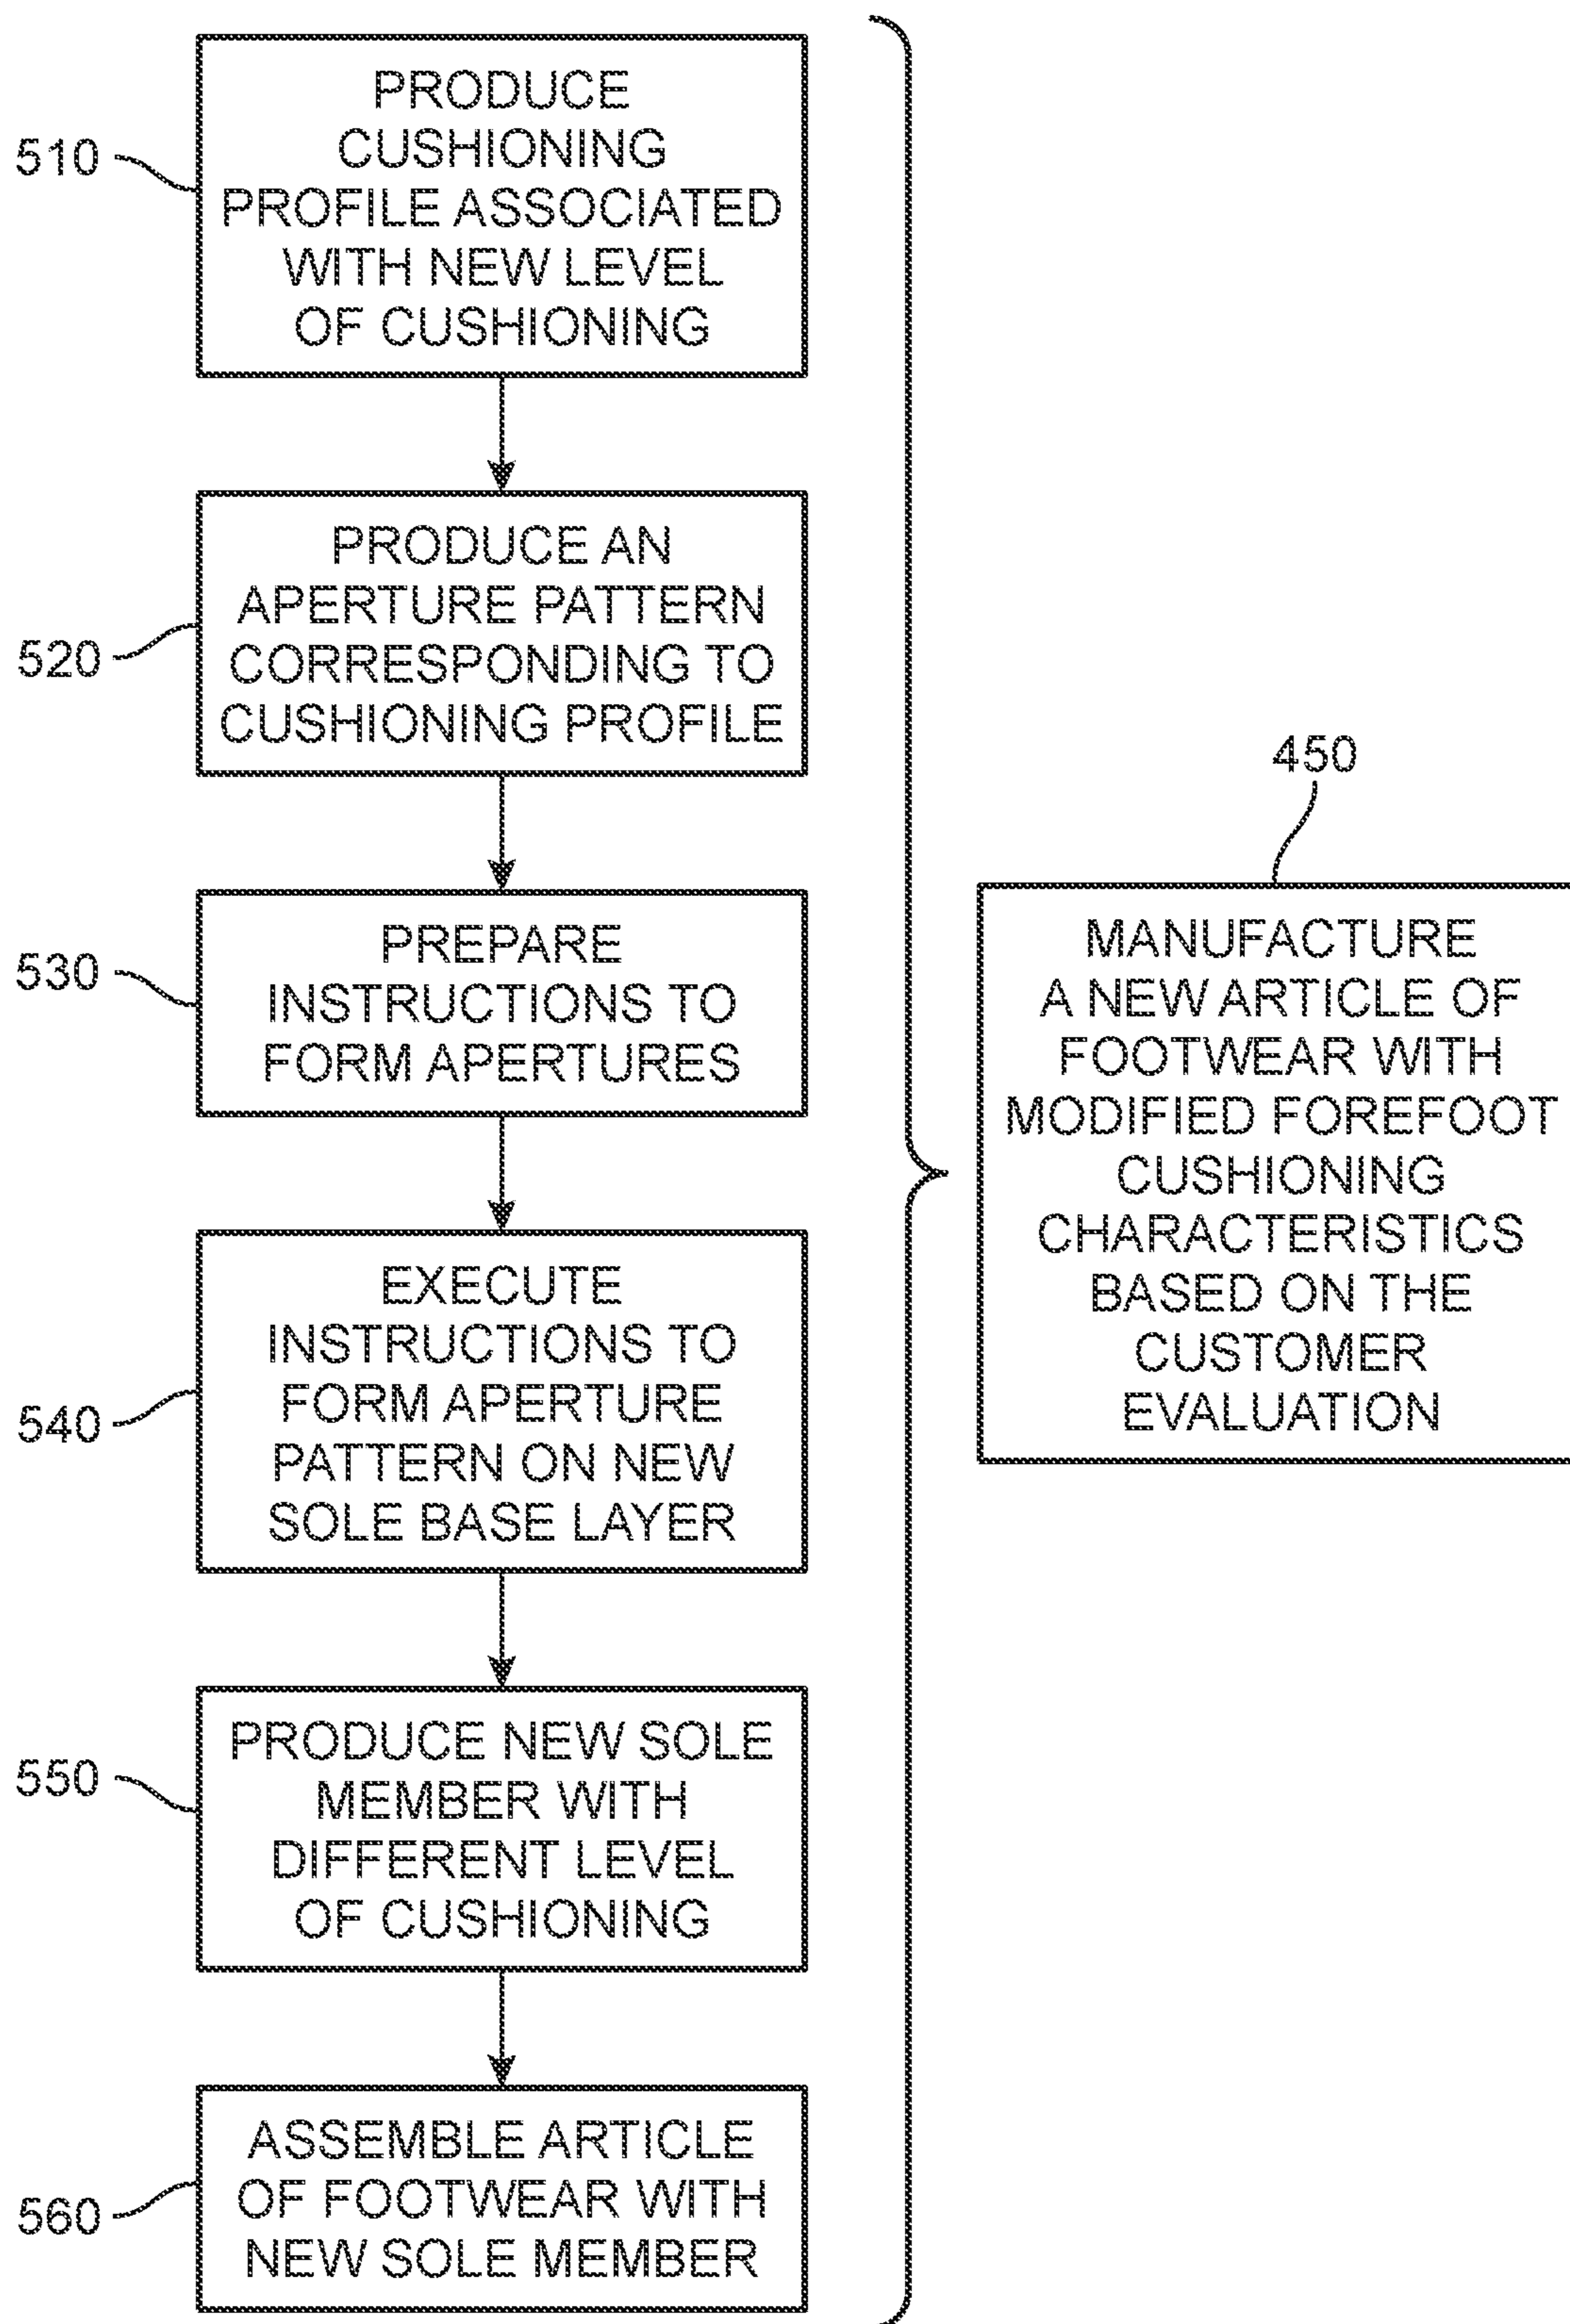 510
PRODUCE
CUSHIONING
PROFILE ASSOCIATED
WITH NEW LEVEL
OF CUSHIONING
520
PRODUCE AN
APERTURE PATTERN
CORRESPONDING TO
CUSHIONING PROFILE
530
PREPARE
INSTRUCTIONS TO
FORM APERTURES
540
EXECUTE
INSTRUCTIONS TO
FORM APERTURE
PATTERN ON NEW
SOLE BASE LAYER
550
PRODUCE NEW SOLE
MEMBER WITH
DIFFERENT LEVEL
OF CUSHIONING
560
ASSEMBLE ARTICLE
OF FOOTWEAR WITH
NEW SOLE MEMBER
450
MANUFACTURE
A NEW ARTICLE OF
FOOTWEAR WITH
MODIFIED FOREFOOT
CUSHIONING
CHARACTERISTICS
BASED ON THE
CUSTOMER
EVALUATION